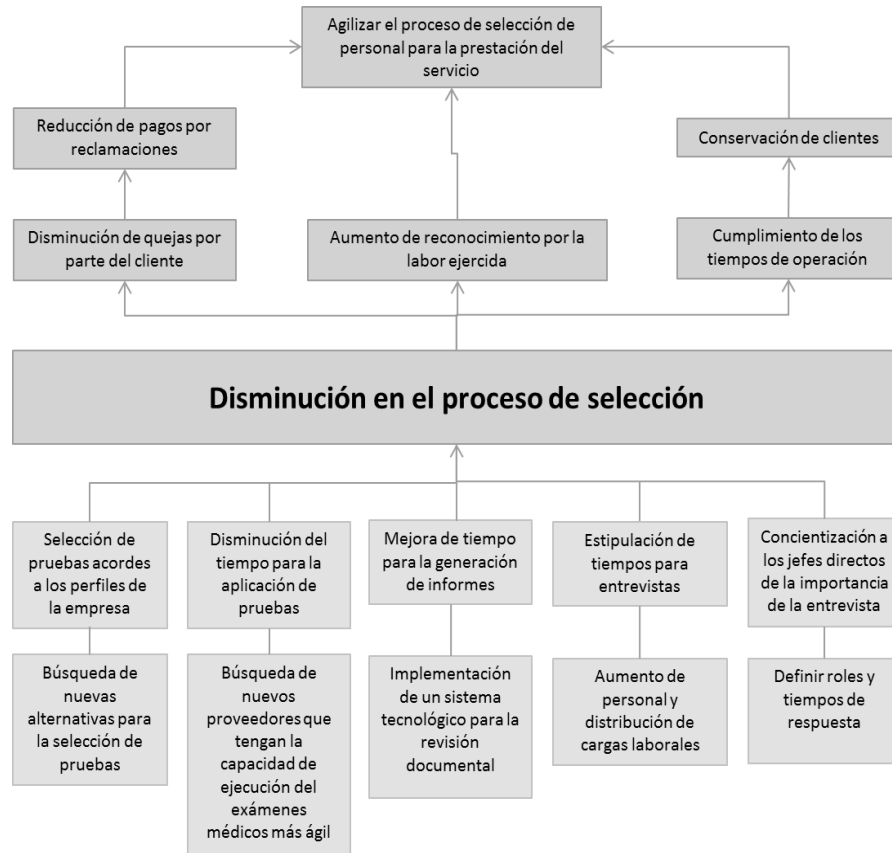 Agilizar el proceso de selección de
personal para la prestación del
servicio
Reducción de pagos por
reclamaciones
Conservación de clientes
Disminución de quejas por
parte del cliente
Aumento de reconocimiento por la
labor ejercida
Cumplimiento de los
tiempos de operación
Disminución en el proceso de selección
Selección de
pruebas acordes
a los perfiles de
la empresa
Disminución del
tiempo para la
aplicación de
pruebas
Mejora de tiempo
para la generación
de informes
Estipulación de
tiempos para
entrevistas
Concientización a
los jefes directos
de la importancia
de la entrevista
Búsqueda de
nuevas
alternativas para
la selección de
pruebas
Búsqueda de
nuevos
proveedores que
tengan la
capacidad de
ejecución del
exámenes
médicos más ágil
Implementación
de un sistema
tecnológico para la
revisión
documental
Aumento de
personal y
distribución de
cargas laborales
Definir roles y
tiempos de
respuesta